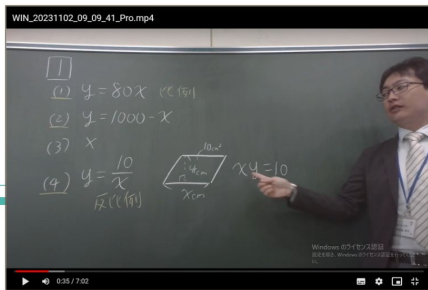 WIN_20231102_09_09_41_Pro.mp4
1
(1) y = 80x 比例
(2) y = 1000 - x
(3) x
(4) y = 10/x
反比例
10cm²
ycm
xcm
xy = 10
Windows のライセンス認証
0:35 / 7:02